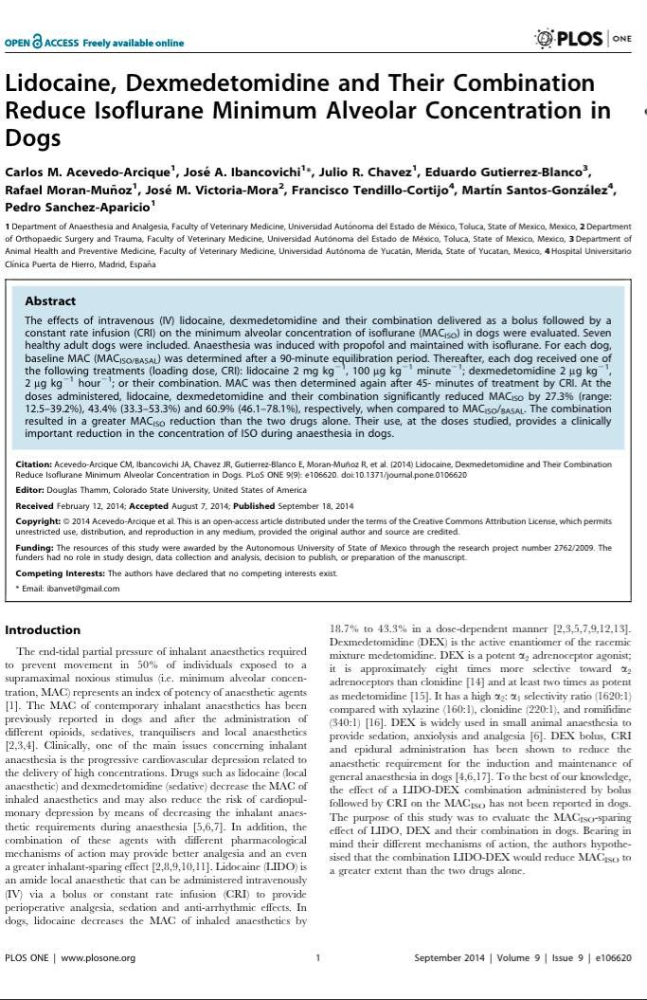 OPEN ACCESS Freely available online
PLOS ONE
Lidocaine, Dexmedetomidine and Their Combination
Reduce Isoflurane Minimum Alveolar Concentration in
Dogs
Carlos M. Acevedo-Arcique1, José A. Ibancovichi1*, Julio R. Chavez1, Eduardo Gutierrez-Blanco3,
Rafael Moran-Muñoz1, José M. Victoria-Mora2, Francisco Tendillo-Cortijo4, Martín Santos-González4,
Pedro Sanchez-Aparicio1
1 Department of Anaesthesia and Analgesia, Faculty of Veterinary Medicine, Universidad Autónoma del Estado de México, Toluca, State of Mexico, Mexico, 2 Department
of Orthopaedic Surgery and Trauma, Faculty of Veterinary Medicine, Universidad Autónoma del Estado de México, Toluca, State of Mexico, Mexico, 3 Department of
Animal Health and Preventive Medicine, Faculty of Veterinary Medicine, Universidad Autónoma de Yucatán, Merida, State of Yucatan, Mexico, 4 Hospital Universitario
Clínica Puerta de Hierro, Madrid, España
Abstract
The effects of intravenous (IV) lidocaine, dexmedetomidine and their combination delivered as a bolus followed by a
constant rate infusion (CRI) on the minimum alveolar concentration of isoflurane (MACISO) in dogs were evaluated. Seven
healthy adult dogs were included. Anaesthesia was induced with propofol and maintained with isoflurane. For each dog,
baseline MAC (MACISO/BASAL) was determined after a 90-minute equilibration period. Thereafter, each dog received one of
the following treatments (loading dose, CRI): lidocaine 2 mg kg−1, 100 µg kg−1 minute−1; dexmedetomidine 2 µg kg−1,
2 µg kg−1 hour−1; or their combination. MAC was then determined again after 45- minutes of treatment by CRI. At the
doses administered, lidocaine, dexmedetomidine and their combination significantly reduced MACISO by 27.3% (range:
12.5–39.2%), 43.4% (33.3–53.3%) and 60.9% (46.1–78.1%), respectively, when compared to MACISO/BASAL. The combination
resulted in a greater MACISO reduction than the two drugs alone. Their use, at the doses studied, provides a clinically
important reduction in the concentration of ISO during anaesthesia in dogs.
Citation: Acevedo-Arcique CM, Ibancovichi JA, Chavez JR, Gutierrez-Blanco E, Moran-Muñoz R, et al. (2014) Lidocaine, Dexmedetomidine and Their Combination
Reduce Isoflurane Minimum Alveolar Concentration in Dogs. PLoS ONE 9(9): e106620. doi:10.1371/journal.pone.0106620
Editor: Douglas Thamm, Colorado State University, United States of America
Received February 12, 2014; Accepted August 7, 2014; Published September 18, 2014
Copyright: © 2014 Acevedo-Arcique et al. This is an open-access article distributed under the terms of the Creative Commons Attribution License, which permits
unrestricted use, distribution, and reproduction in any medium, provided the original author and source are credited.
Funding: The resources of this study were awarded by the Autonomous University of State of Mexico through the research project number 2762/2009. The
funders had no role in study design, data collection and analysis, decision to publish, or preparation of the manuscript.
Competing Interests: The authors have declared that no competing interests exist.
* Email: ibanvet@gmail.com
Introduction
The end-tidal partial pressure of inhalant anaesthetics required
to prevent movement in 50% of individuals exposed to a
supramaximal noxious stimulus (i.e. minimum alveolar concen-
tration, MAC) represents an index of potency of anaesthetic agents
[1]. The MAC of contemporary inhalant anaesthetics has been
previously reported in dogs and after the administration of
different opioids, sedatives, tranquilisers and local anaesthetics
[2,3,4]. Clinically, one of the main issues concerning inhalant
anaesthesia is the progressive cardiovascular depression related to
the delivery of high concentrations. Drugs such as lidocaine (local
anaesthetic) and dexmedetomidine (sedative) decrease the MAC of
inhaled anaesthetics and may also reduce the risk of cardiopul-
monary depression by means of decreasing the inhalant anaes-
thetic requirements during anaesthesia [5,6,7]. In addition, the
combination of these agents with different pharmacological
mechanisms of action may provide better analgesia and an even
a greater inhalant-sparing effect [2,8,9,10,11]. Lidocaine (LIDO) is
an amide local anaesthetic that can be administered intravenously
(IV) via a bolus or constant rate infusion (CRI) to provide
perioperative analgesia, sedation and anti-arrhythmic effects. In
dogs, lidocaine decreases the MAC of inhaled anaesthetics by
18.7% to 43.3% in a dose-dependent manner [2,3,5,7,9,12,13].
Dexmedetomidine (DEX) is the active enantiomer of the racemic
mixture medetomidine. DEX is a potent α2 adrenoceptor agonist;
it is approximately eight times more selective toward α2
adrenoceptors than clonidine [14] and at least two times as potent
as medetomidine [15]. It has a high α2: α1 selectivity ratio (1620:1)
compared with xylazine (160:1), clonidine (220:1), and romifidine
(340:1) [16]. DEX is widely used in small animal anaesthesia to
provide sedation, anxiolysis and analgesia [6]. DEX bolus, CRI
and epidural administration has been shown to reduce the
anaesthetic requirement for the induction and maintenance of
general anaesthesia in dogs [4,6,17]. To the best of our knowledge,
the effect of a LIDO-DEX combination administered by bolus
followed by CRI on the MACISO has not been reported in dogs.
The purpose of this study was to evaluate the MACISO-sparing
effect of LIDO, DEX and their combination in dogs. Bearing in
mind their different mechanisms of action, the authors hypothe-
sised that the combination LIDO-DEX would reduce MACISO to
a greater extent than the two drugs alone.
PLOS ONE | www.plosone.org
1
September 2014 | Volume 9 | Issue 9 | e106620